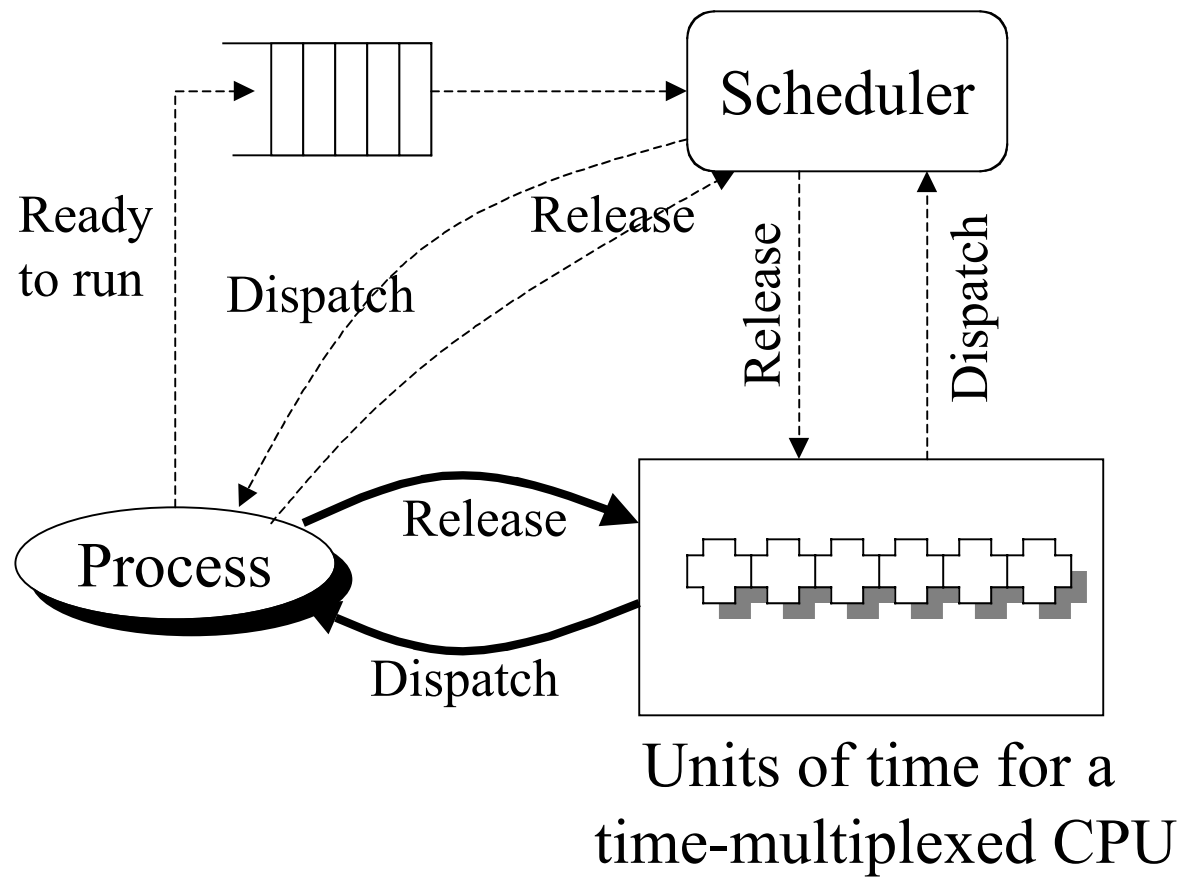 Scheduler
Ready
to run
Release
Dispatch
Release
Dispatch
Release
Process
Dispatch
Units of time for a
time-multiplexed CPU